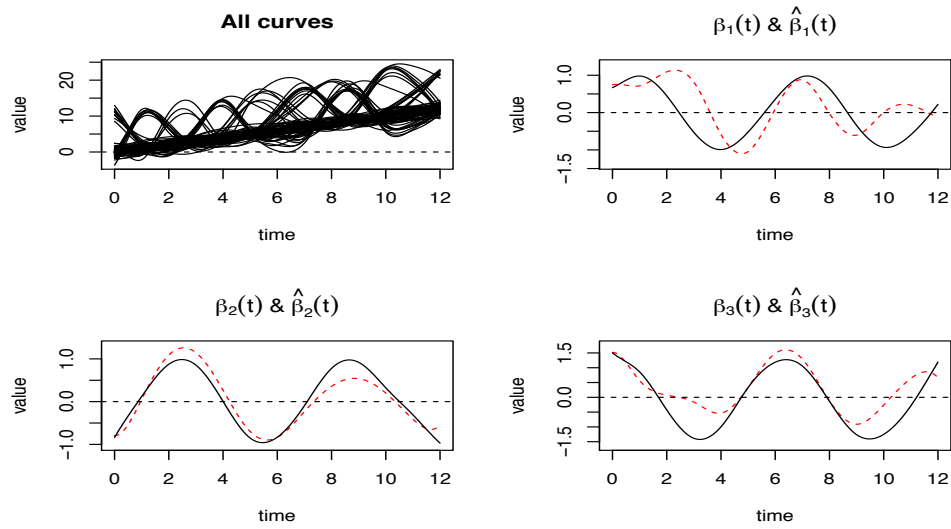 All curves
value
20
10
0
0 2 4 6 8 10 12
time
β₁(t) & β̂₁(t)
value
1.0
0.0
−1.5
0 2 4 6 8 10 12
time
β₂(t) & β̂₂(t)
value
1.0
0.0
−1.0
0 2 4 6 8 10 12
time
β₃(t) & β̂₃(t)
value
1.5
0.0
−1.5
0 2 4 6 8 10 12
time